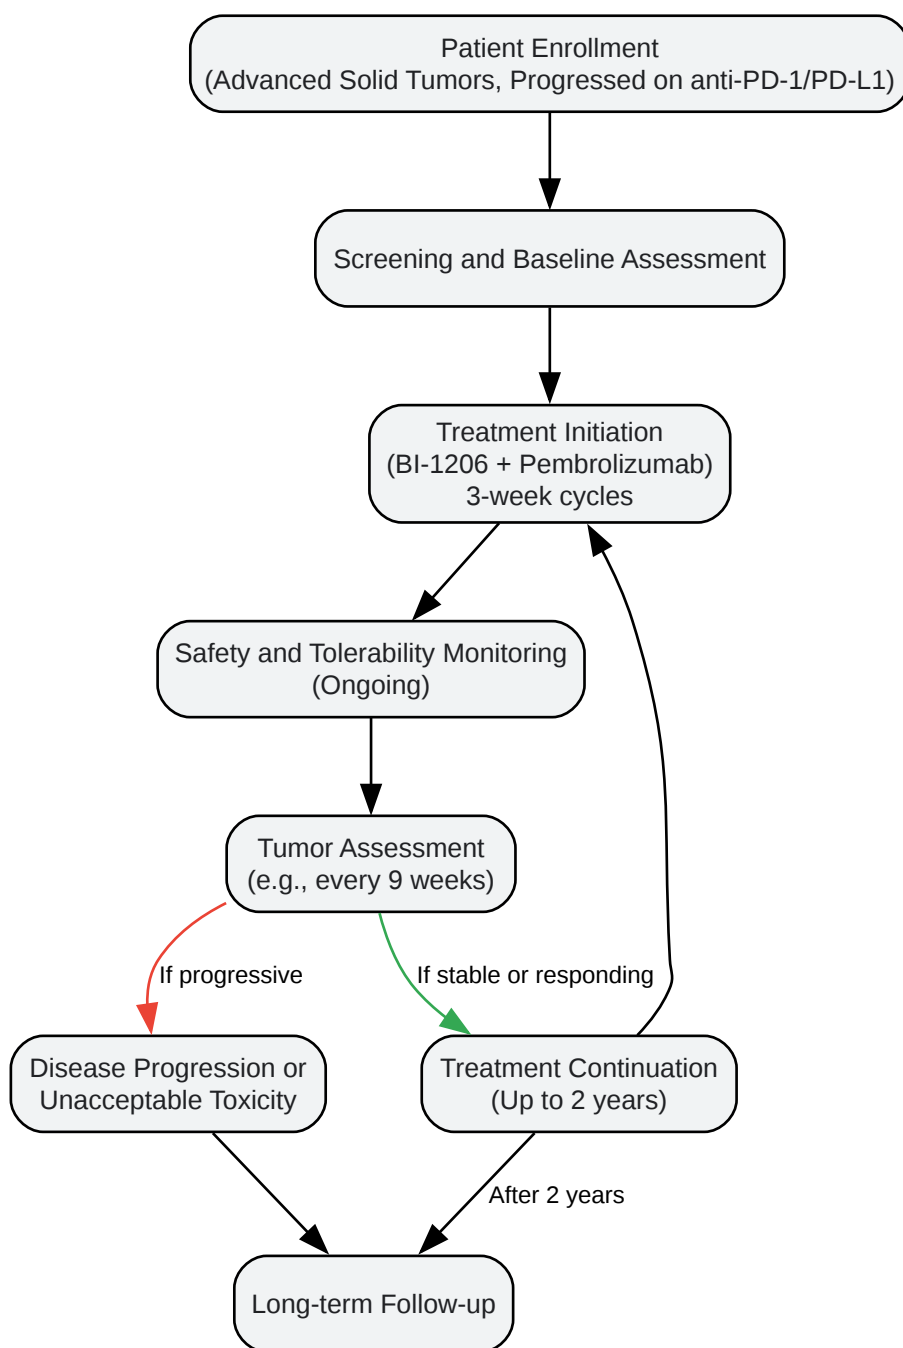 Patient Enrollment
(Advanced Solid Tumors, Progressed on anti-PD-1/PD-L1)
Screening and Baseline Assessment
Treatment Initiation
(BI-1206 + Pembrolizumab)
3-week cycles
Safety and Tolerability Monitoring
(Ongoing)
Tumor Assessment
(e.g., every 9 weeks)
If progressive
If stable or responding
Disease Progression or
Unacceptable Toxicity
Treatment Continuation
(Up to 2 years)
After 2 years
Long-term Follow-up